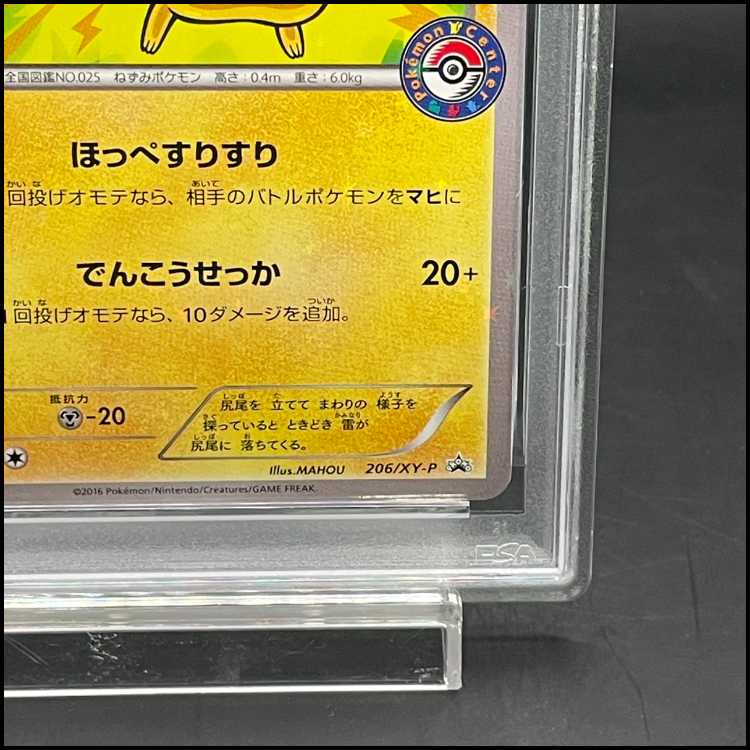 Pokémon Center
全国図鑑NO.025 ねずみポケモン 高さ：0.4m 重さ：6.0kg
ほっぺすりすり
回投げオモテなら、相手のバトルポケモンをマヒに
でんこうせっか 20+
1回投げオモテなら、10ダメージを追加。
抵抗力
-20
尻尾を 立てて まわりの 様子を
探っていると ときどき 雷が
尻尾に 落ちてくる。
Illus.MAHOU 206/XY-P
©2016 Pokémon/Nintendo/Creatures/GAME FREAK.
21
PSA